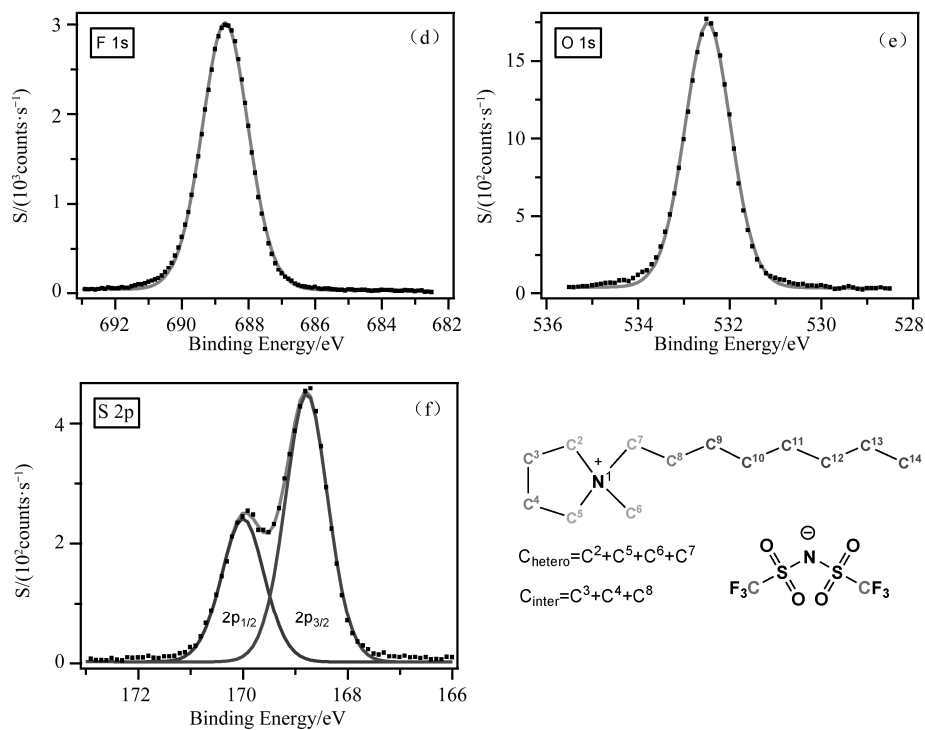 F 1s
（d）
3
2
1
0
S/(10³counts·s⁻¹)
692 690 688 686 684 682
Binding Energy/eV
O 1s
（e）
15
10
5
0
S/(10²counts·s⁻¹)
536 534 532 530 528
Binding Energy/eV
S 2p
（f）
4
2
0
S/(10²counts·s⁻¹)
2p₁/₂
2p₃/₂
172 170 168 166
Binding Energy/eV
C² C³ C⁴ C⁵ N¹ + C⁶ C⁷ C⁸ C⁹ C¹⁰ C¹¹ C¹² C¹³ C¹⁴
Chetero=C²+C⁵+C⁶+C⁷
Cinter=C³+C⁴+C⁸
⊖
O N O
S S
F₃C O O CF₃